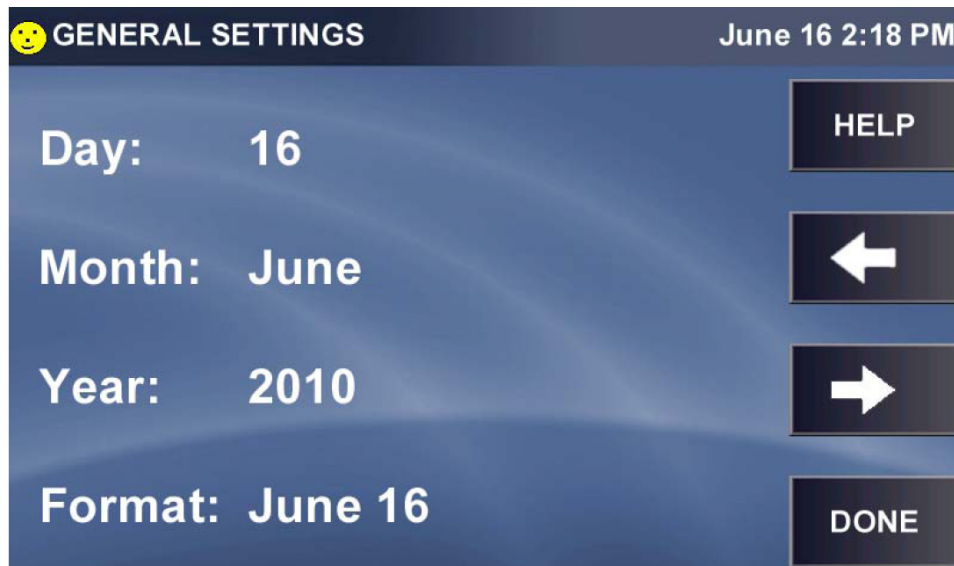 GENERAL SETTINGS June 16 2:18 PM
Day: 16
HELP
Month: June
Year: 2010
Format: June 16
DONE